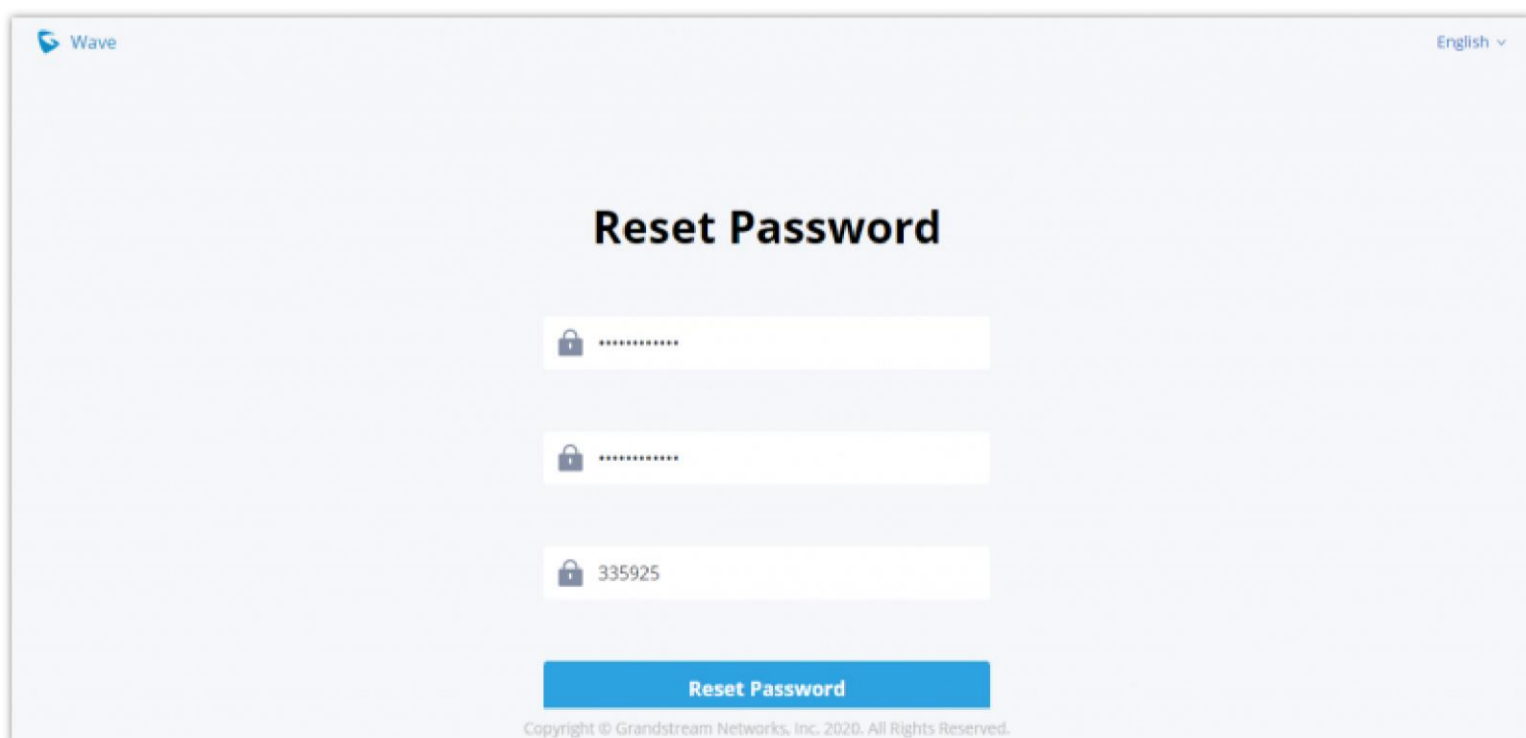 Wave
English
Reset Password
••••••••••••
••••••••••••
335925
Reset Password
Copyright © Grandstream Networks, Inc. 2020. All Rights Reserved.